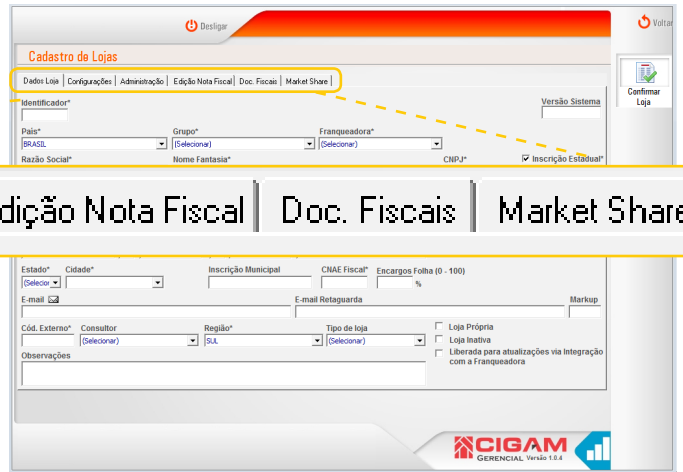 Desligar
Voltar
Cadastro de Lojas
Dados Loja | Configurações | Administração | Edição Nota Fiscal | Doc. Fiscais | Market Share |
Confirmar
Loja
Identificador*
Versão Sistema
País* Grupo* Franqueadora*
BRASIL (Selecionar) (Selecionar)
Razão Social* Nome Fantasia* CNPJ* Inscrição Estadual*
dição Nota Fiscal Doc. Fiscais Market Share
Estado* Cidade* Inscrição Municipal CNAE Fiscal* Encargos Folha (0 - 100)
(Selecior %
E-mail E-mail Retaguarda Markup
Cód. Externo* Consultor Região* Tipo de loja Loja Própria
(Selecionar) SUL (Selecionar) Loja Inativa
Observações Liberada para atualizações via Integração
com a Franqueadora
CIGAM
GERENCIAL Versão 1.0.4